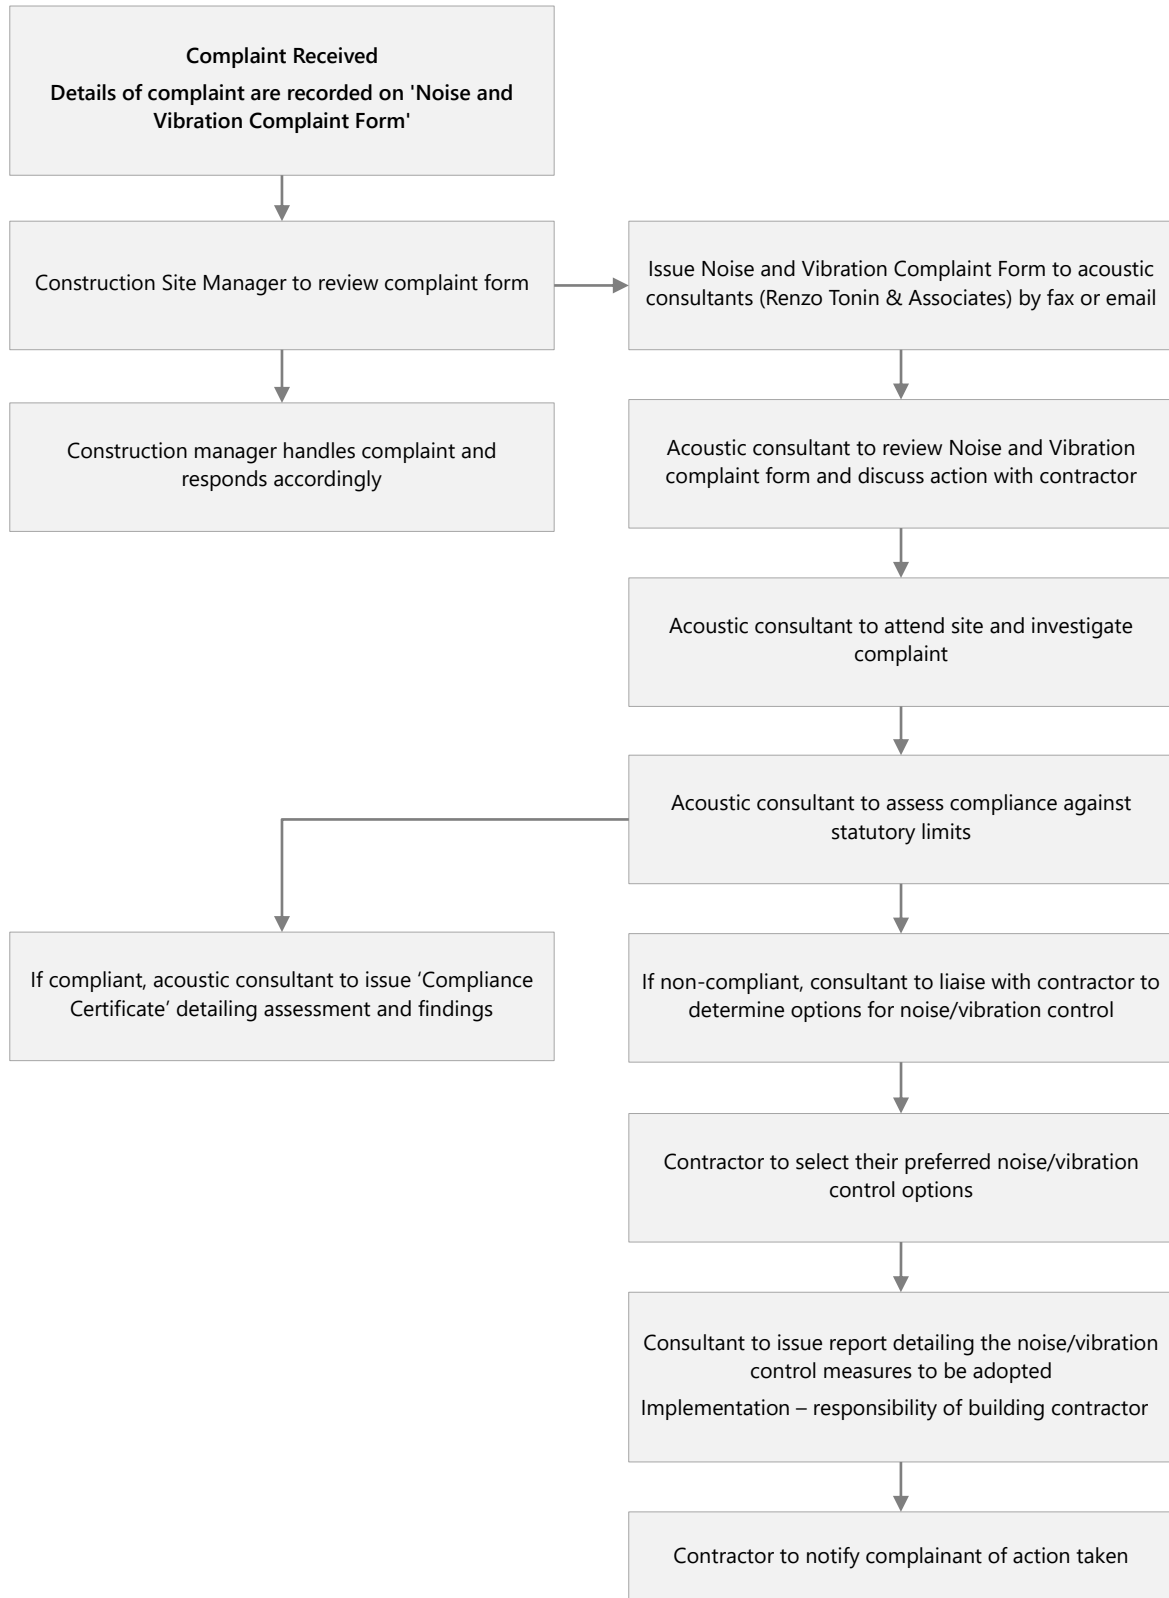 Complaint Received
Details of complaint are recorded on 'Noise and
Vibration Complaint Form'
Construction Site Manager to review complaint form
Issue Noise and Vibration Complaint Form to acoustic
consultants (Renzo Tonin & Associates) by fax or email
Construction manager handles complaint and
responds accordingly
Acoustic consultant to review Noise and Vibration
complaint form and discuss action with contractor
Acoustic consultant to attend site and investigate
complaint
Acoustic consultant to assess compliance against
statutory limits
If compliant, acoustic consultant to issue ‘Compliance
Certificate’ detailing assessment and findings
If non-compliant, consultant to liaise with contractor to
determine options for noise/vibration control
Contractor to select their preferred noise/vibration
control options
Consultant to issue report detailing the noise/vibration
control measures to be adopted
Implementation – responsibility of building contractor
Contractor to notify complainant of action taken